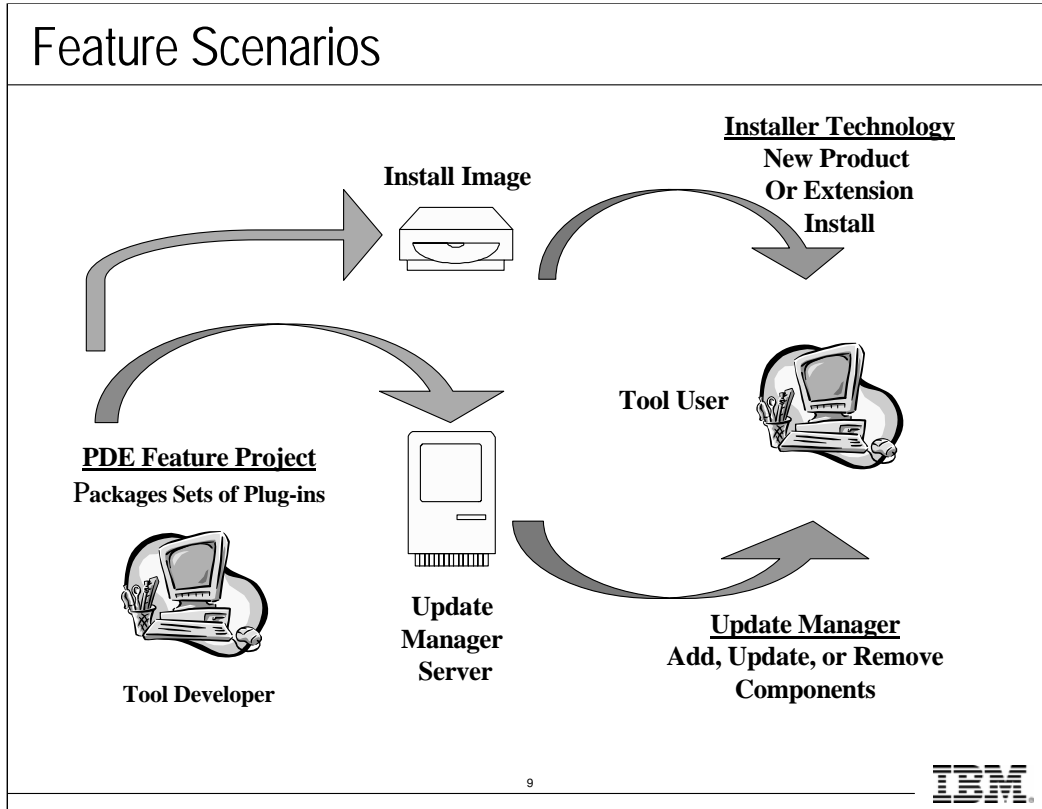 Feature Scenarios
Install Image
Installer Technology
New Product
Or Extension
Install
Tool User
PDE Feature Project
Packages Sets of Plug-ins
Tool Developer
Update
Manager
Server
Update Manager
Add, Update, or Remove
Components
9
IBM®